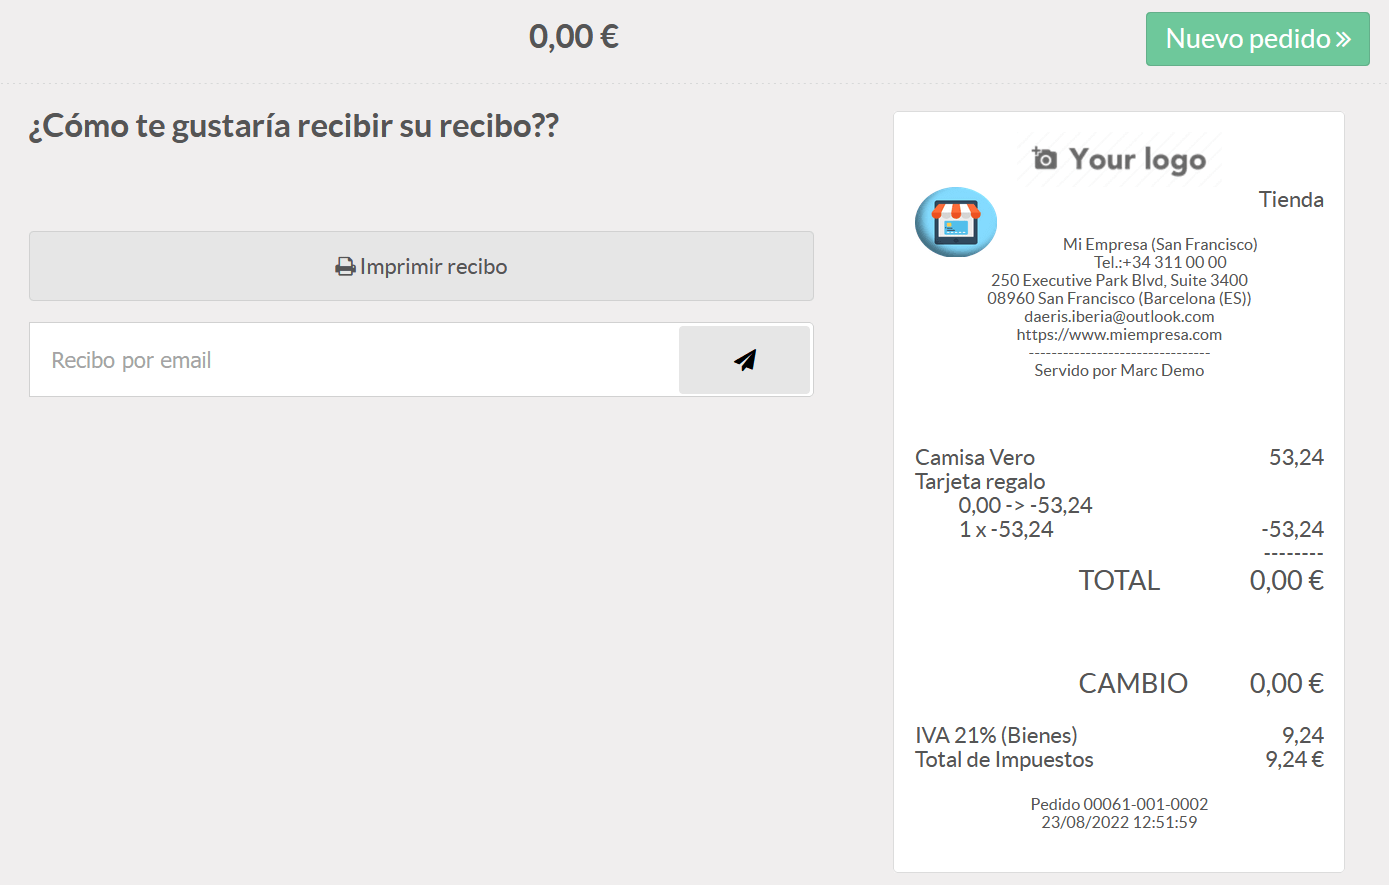 0,00 €
Nuevo pedido »
¿Cómo te gustaría recibir su recibo??
Imprimir recibo
Recibo por email
Your logo
Tienda
Mi Empresa (San Francisco)
Tel.:+34 311 00 00
250 Executive Park Blvd, Suite 3400
08960 San Francisco (Barcelona (ES))
daeris.iberia@outlook.com
https://www.miempresa.com
--------------------------------
Servido por Marc Demo
Camisa Vero 53,24
Tarjeta regalo
0,00 -> -53,24
1 x -53,24 -53,24
--------
TOTAL 0,00 €
CAMBIO 0,00 €
IVA 21% (Bienes) 9,24
Total de Impuestos 9,24 €
Pedido 00061-001-0002
23/08/2022 12:51:59